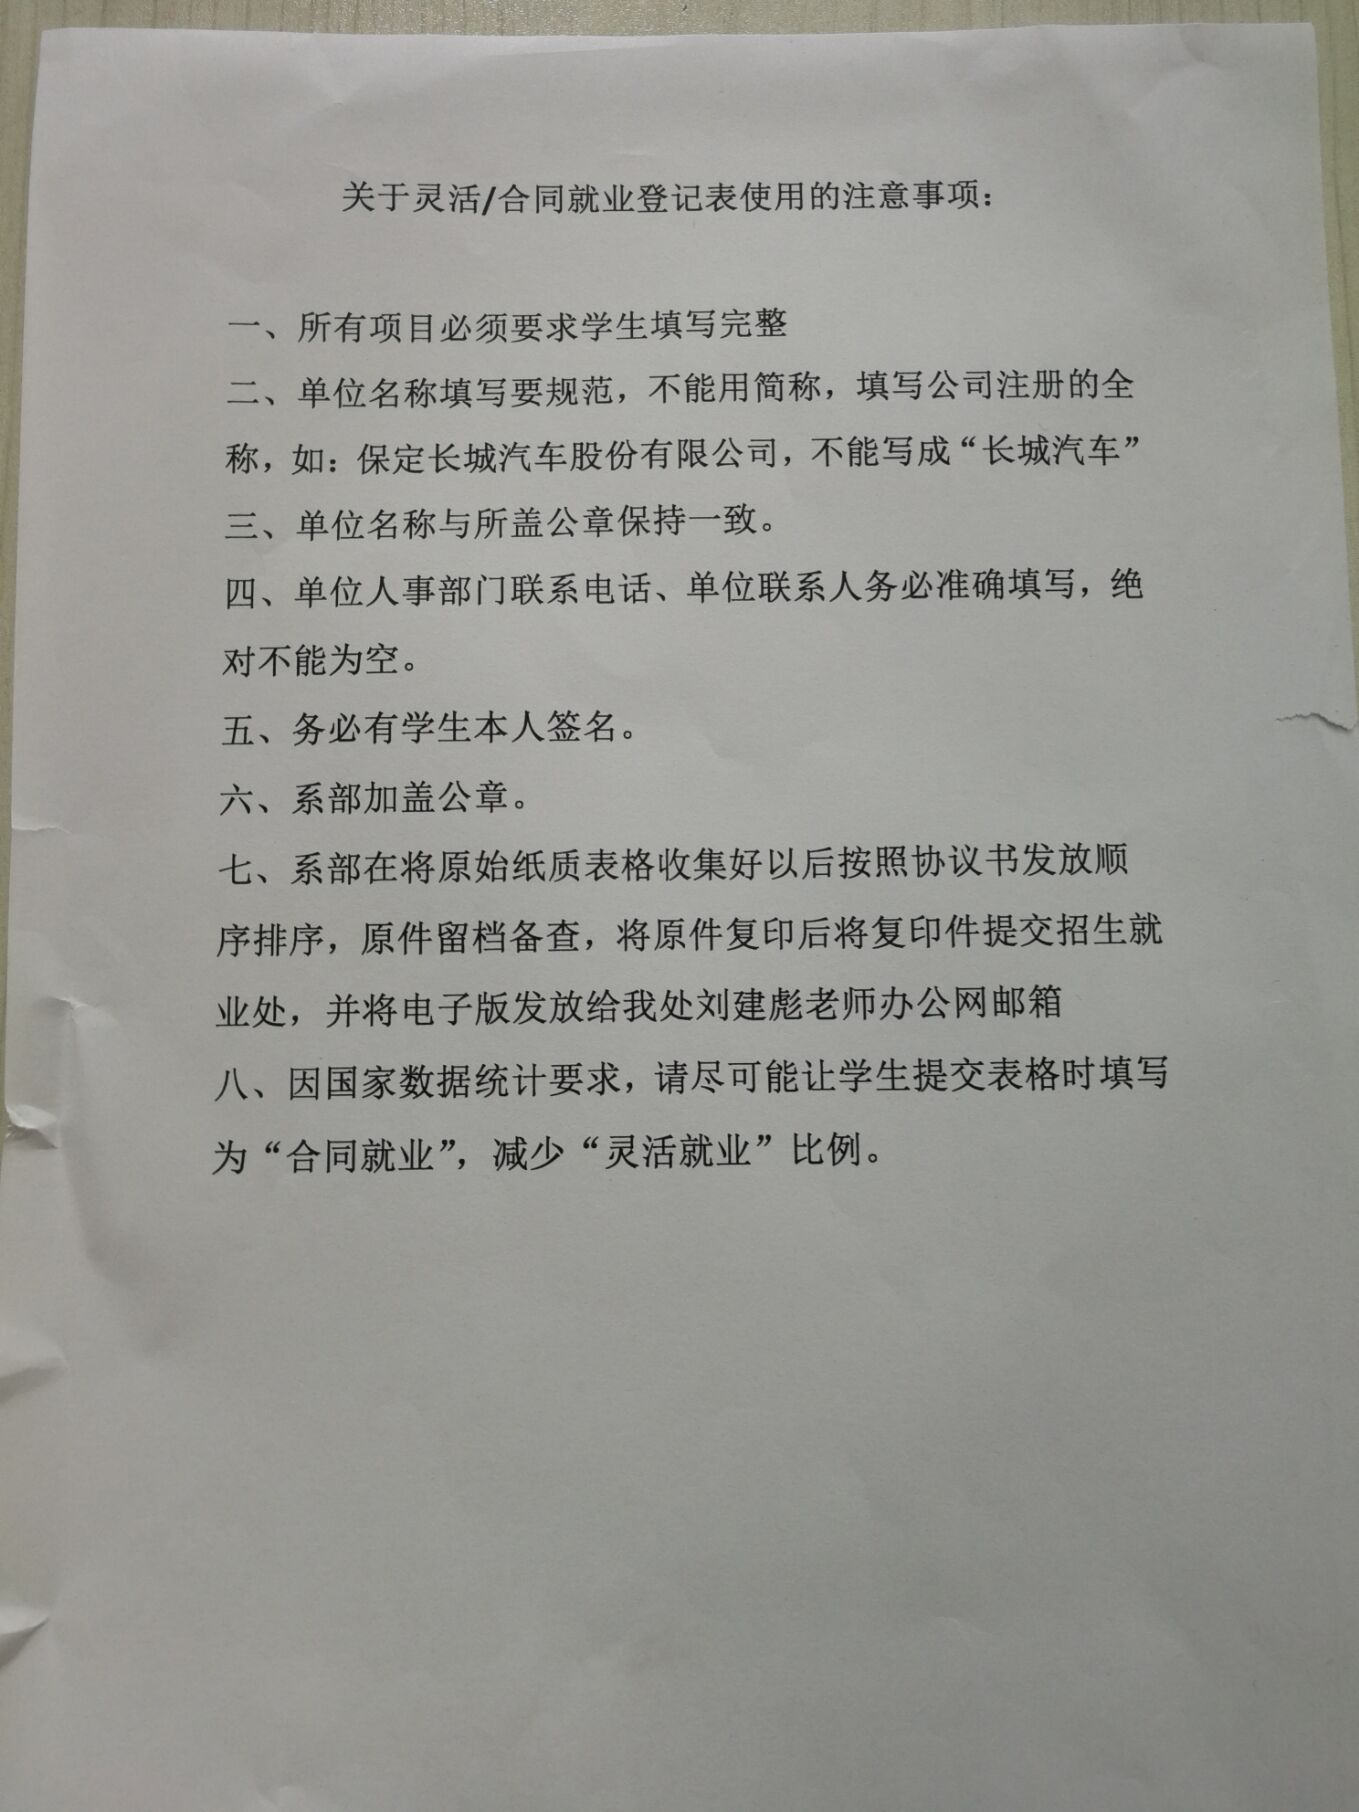 关于灵活/合同就业登记表使用的注意事项：
一、所有项目必须要求学生填写完整
二、单位名称填写要规范，不能用简称，填写公司注册的全
称，如：保定长城汽车股份有限公司，不能写成“长城汽车”
三、单位名称与所盖公章保持一致。
四、单位人事部门联系电话、单位联系人务必准确填写，绝
对不能为空。
五、务必有学生本人签名。
六、系部加盖公章。
七、系部在将原始纸质表格收集好以后按照协议书发放顺
序排序，原件留档备查，将原件复印后将复印件提交招生就
业处，并将电子版发放给我处刘建彪老师办公网邮箱
八、因国家数据统计要求，请尽可能让学生提交表格时填写
为“合同就业”，减少“灵活就业”比例。